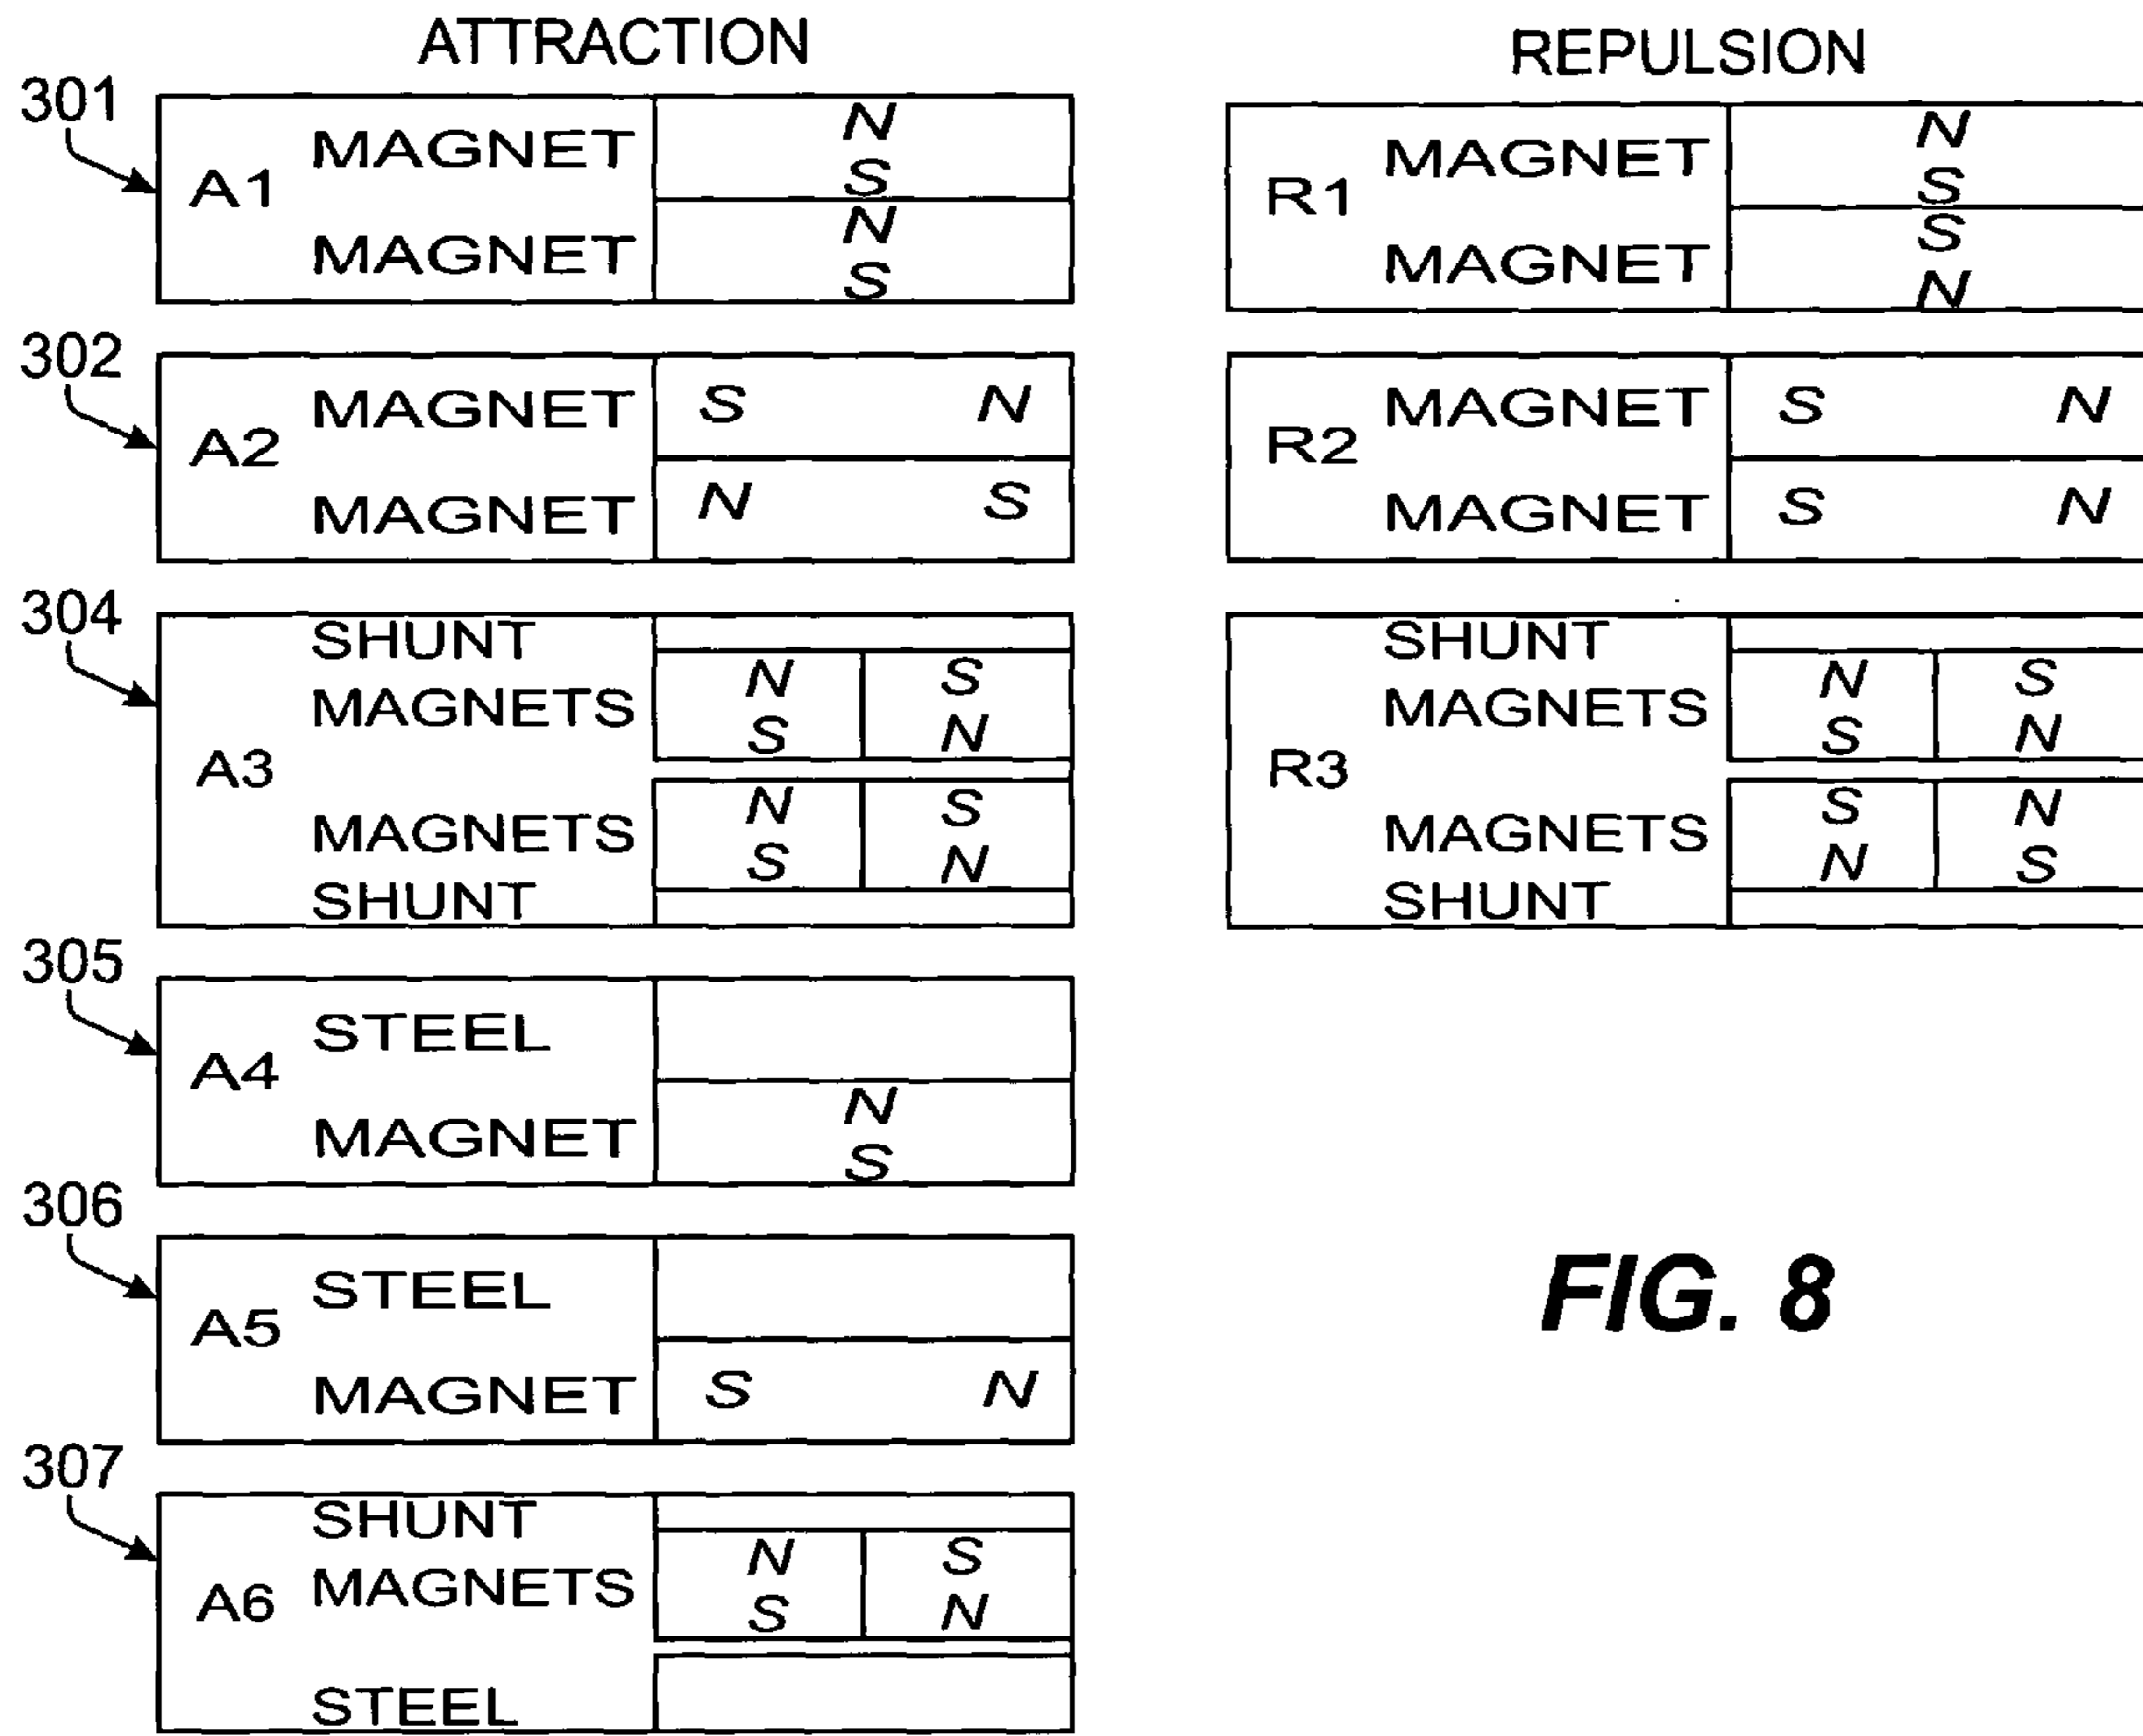 ATTRACTION
301
A1
MAGNET
N
S
MAGNET
N
S
302
A2
MAGNET
S N
MAGNET
N S
304
A3
SHUNT
MAGNETS
N S
S N
MAGNETS
N S
S N
SHUNT
305
A4
STEEL
MAGNET
N
S
306
A5
STEEL
MAGNET
S N
307
A6
SHUNT
MAGNETS
N S
S N
STEEL
REPULSION
R1
MAGNET
N
S
MAGNET
S
N
R2
MAGNET
S N
MAGNET
S N
R3
SHUNT
MAGNETS
N S
S N
MAGNETS
S N
N S
SHUNT
FIG. 8